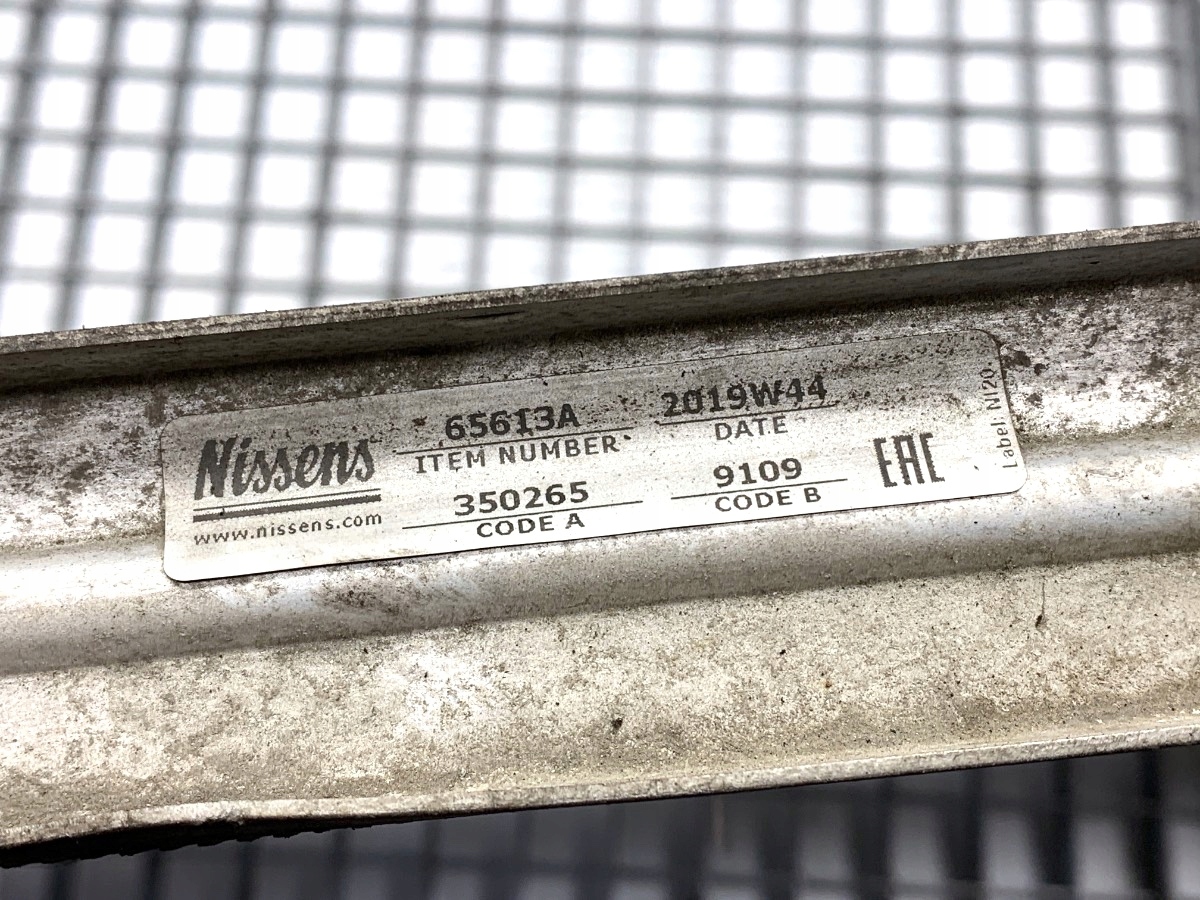 Nissens
www.nissens.com
65613A
ITEM NUMBER
2019W44
DATE
350265
CODE A
9109
CODE B
EAC
Label: NI20